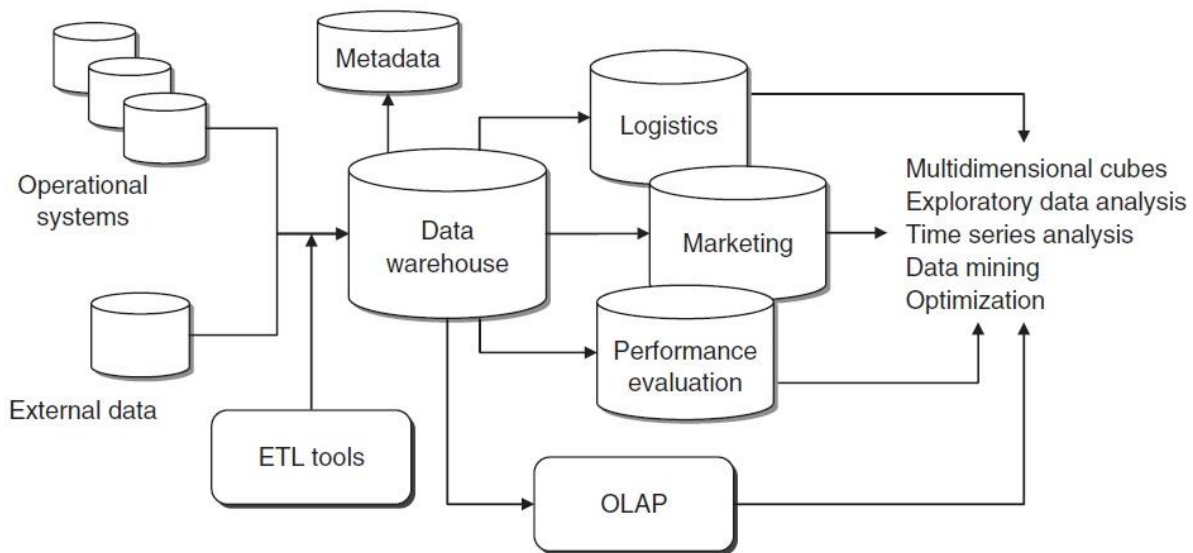 Metadata
Logistics
Operational
systems
Data
warehouse
Marketing
Multidimensional cubes
Exploratory data analysis
Time series analysis
Data mining
Optimization
Performance
evaluation
External data
ETL tools
OLAP